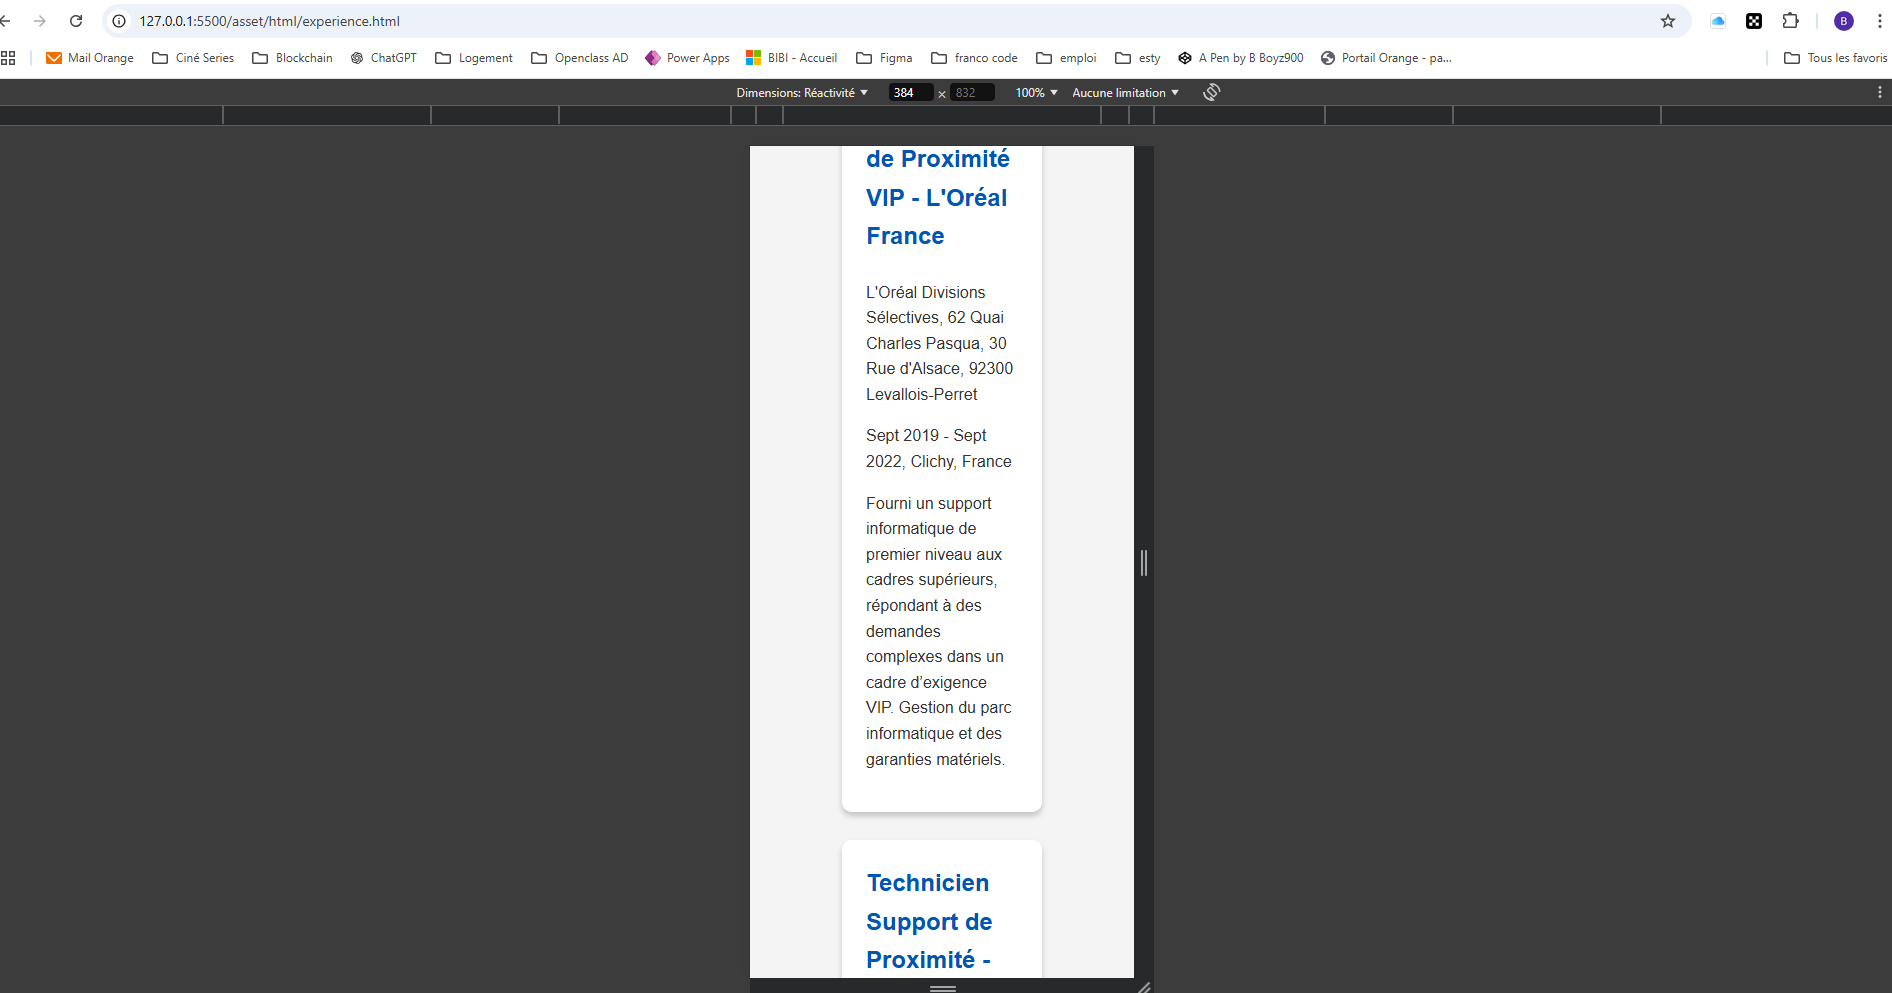 127.0.0.1:5500/asset/html/experience.html
B
Mail Orange Ciné Series Blockchain ChatGPT Logement Openclass AD Power Apps BIBI - Accueil Figma franco code emploi esty A Pen by B Boyz900 Portail Orange - pa... Tous les favoris
Dimensions: Réactivité 384 × 832 100% Aucune limitation
de Proximité
VIP - L'Oréal
France
L'Oréal Divisions
Sélectives, 62 Quai
Charles Pasqua, 30
Rue d'Alsace, 92300
Levallois-Perret
Sept 2019 - Sept
2022, Clichy, France
Fourni un support
informatique de
premier niveau aux
cadres supérieurs,
répondant à des
demandes
complexes dans un
cadre d’exigence
VIP. Gestion du parc
informatique et des
garanties matériels.
Technicien
Support de
Proximité -